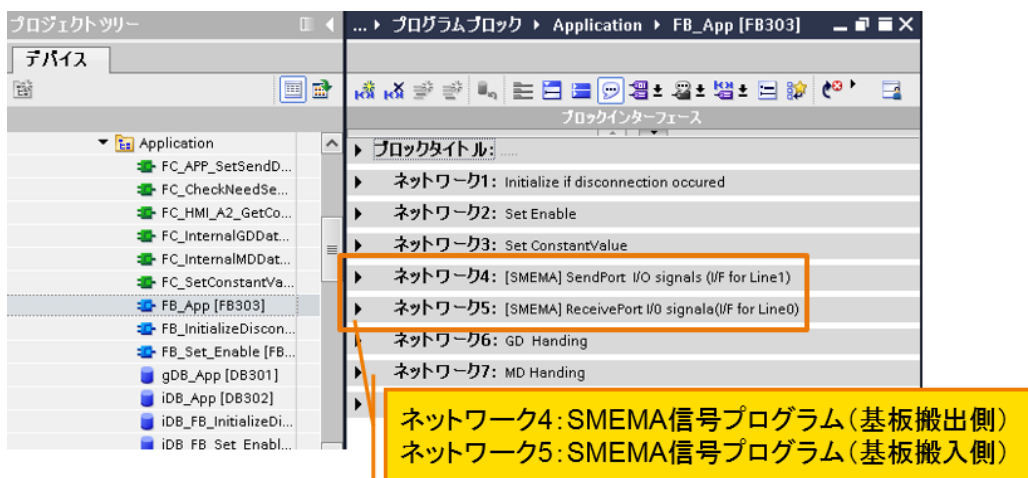 プロジェクトツリー
... プログラムブロック Application FB_App [FB303]
デバイス
ブロックインターフェース
Application
FC_APP_SetSendD...
FC_CheckNeedSe...
FC_HMI_A2_GetCo...
FC_InternalGDDat...
FC_InternalMDDat...
FC_SetConstantVa...
FB_App [FB303]
FB_InitializeDiscon...
FB_Set_Enable [FB...
gDB_App [DB301]
iDB_App [DB302]
iDB_FB_InitializeDi...
iDB_FB_Set_Enabl...
ブロックタイトル: .....
ネットワーク1: Initialize if disconnection occured
ネットワーク2: Set Enable
ネットワーク3: Set ConstantValue
ネットワーク4: [SMEMA] SendPort I/O signals (I/F for Line1)
ネットワーク5: [SMEMA] ReceivePort I/O signala(I/F for Line0)
ネットワーク6: GD Handing
ネットワーク7: MD Handing
ネットワーク4：SMEMA信号プログラム（基板搬出側）
ネットワーク5：SMEMA信号プログラム（基板搬入側）